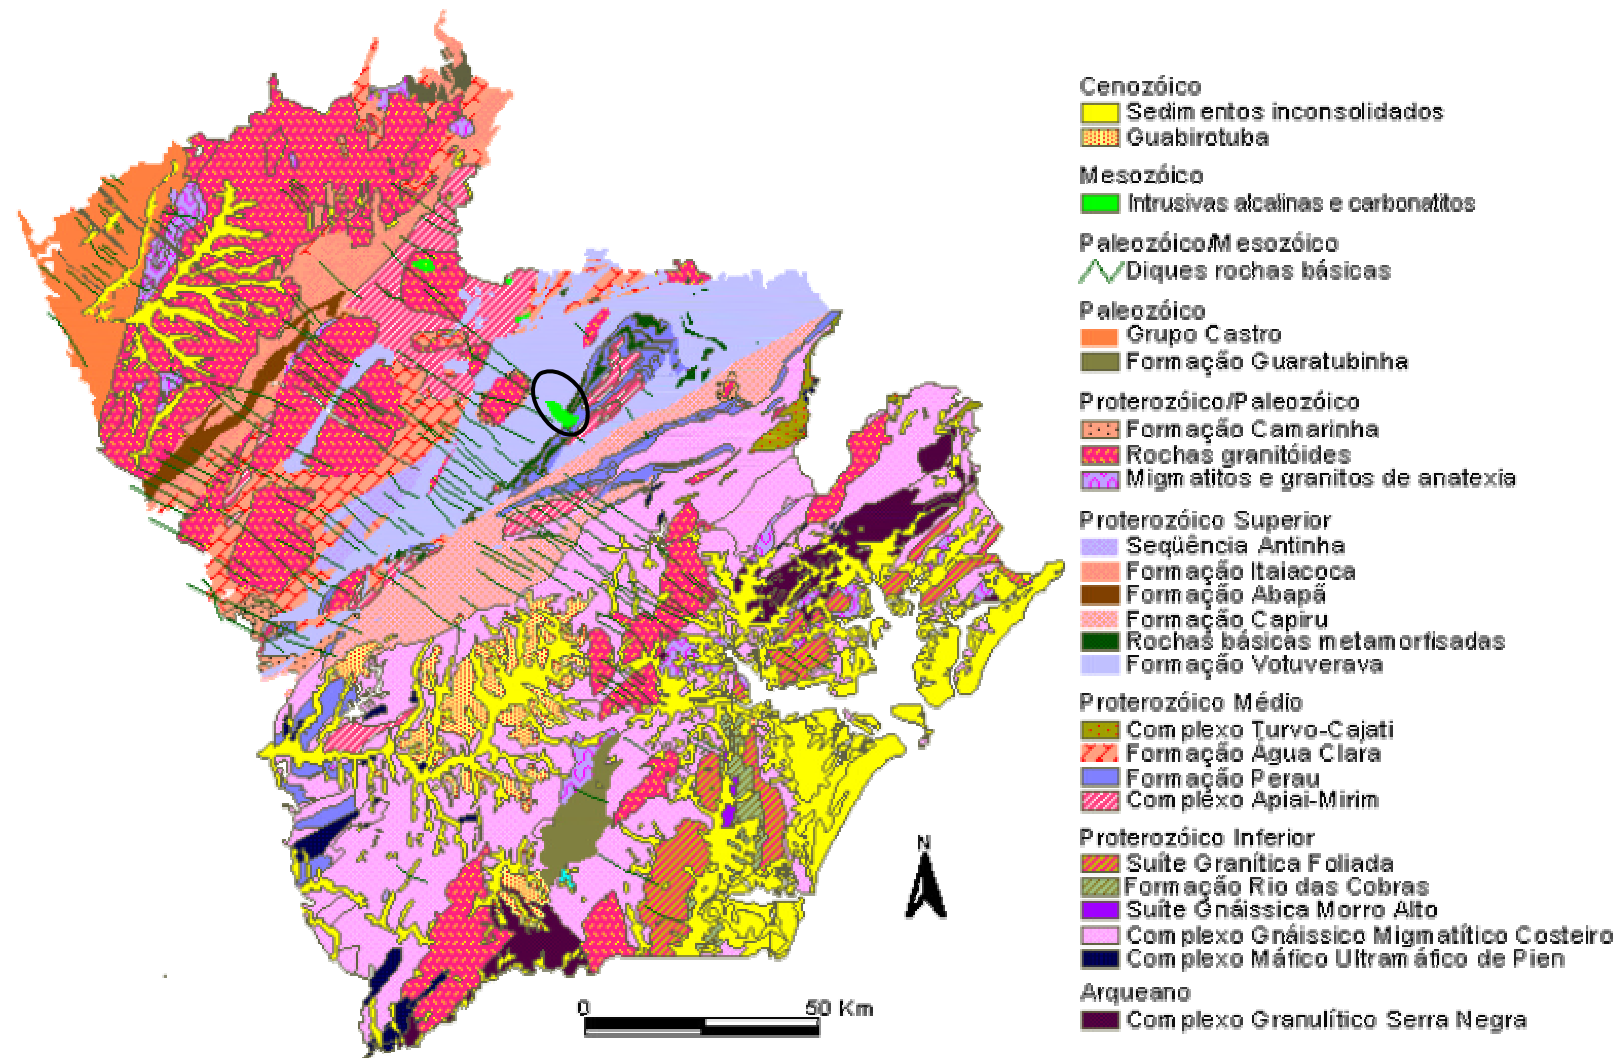 Cenozóico
Sedimentos inconsolidados
Guabirotuba
Mesozóico
Intrusivas alcalinas e carbonatitos
Paleozóico/Mesozóico
Diques rochas básicas
Paleozóico
Grupo Castro
Formação Guaratubinha
Proterozóico/Paleozóico
Formação Camarinha
Rochas granitóides
Migmatitos e granitos de anatexia
Proterozóico Superior
Seqüência Antinha
Formação Itaiacoca
Formação Abapã
Formação Capiru
Rochas básicas metamorfisadas
Formação Votuverava
Proterozóico Médio
Complexo Turvo-Cajati
Formação Água Clara
Formação Perau
Complexo Apiai-Mirim
Proterozóico Inferior
Suíte Granítica Foliada
Formação Rio das Cobras
Suíte Gnáissica Morro Alto
Complexo Gnáissico Migmatítico Costeiro
Complexo Máfico Ultramáfico de Pien
Arqueano
Complexo Granulítico Serra Negra
N
0 50 Km